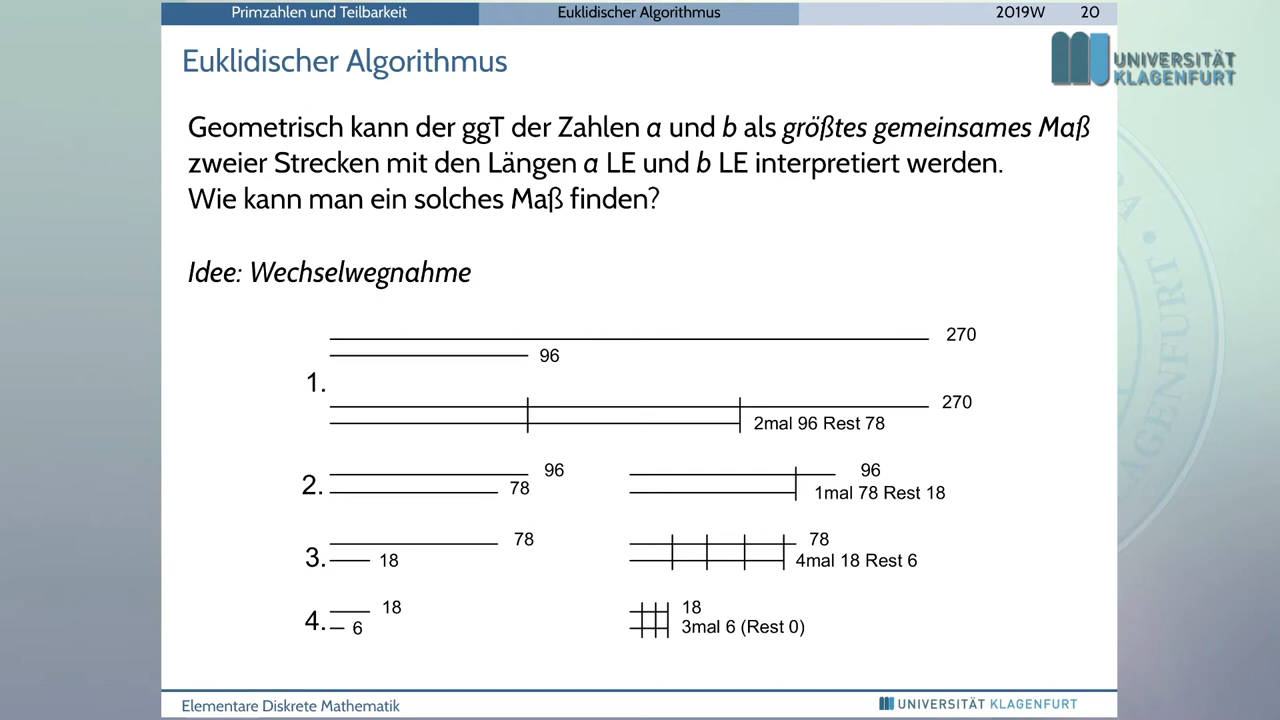 Primzahlen und Teilbarkeit
Euklidischer Algorithmus
2019W 20
Euklidischer Algorithmus
UNIVERSITÄT
KLAGENFURT
Geometrisch kann der ggT der Zahlen a und b als größtes gemeinsames Maß
zweier Strecken mit den Längen a LE und b LE interpretiert werden.
Wie kann man ein solches Maß finden?
Idee: Wechselwegnahme
270
96
1.
270
2mal 96 Rest 78
96
96
2.
78
1mal 78 Rest 18
78
78
3.
18
4mal 18 Rest 6
18
18
4.
6
3mal 6 (Rest 0)
Elementare Diskrete Mathematik
UNIVERSITÄT KLAGENFURT
KLAGENFURT